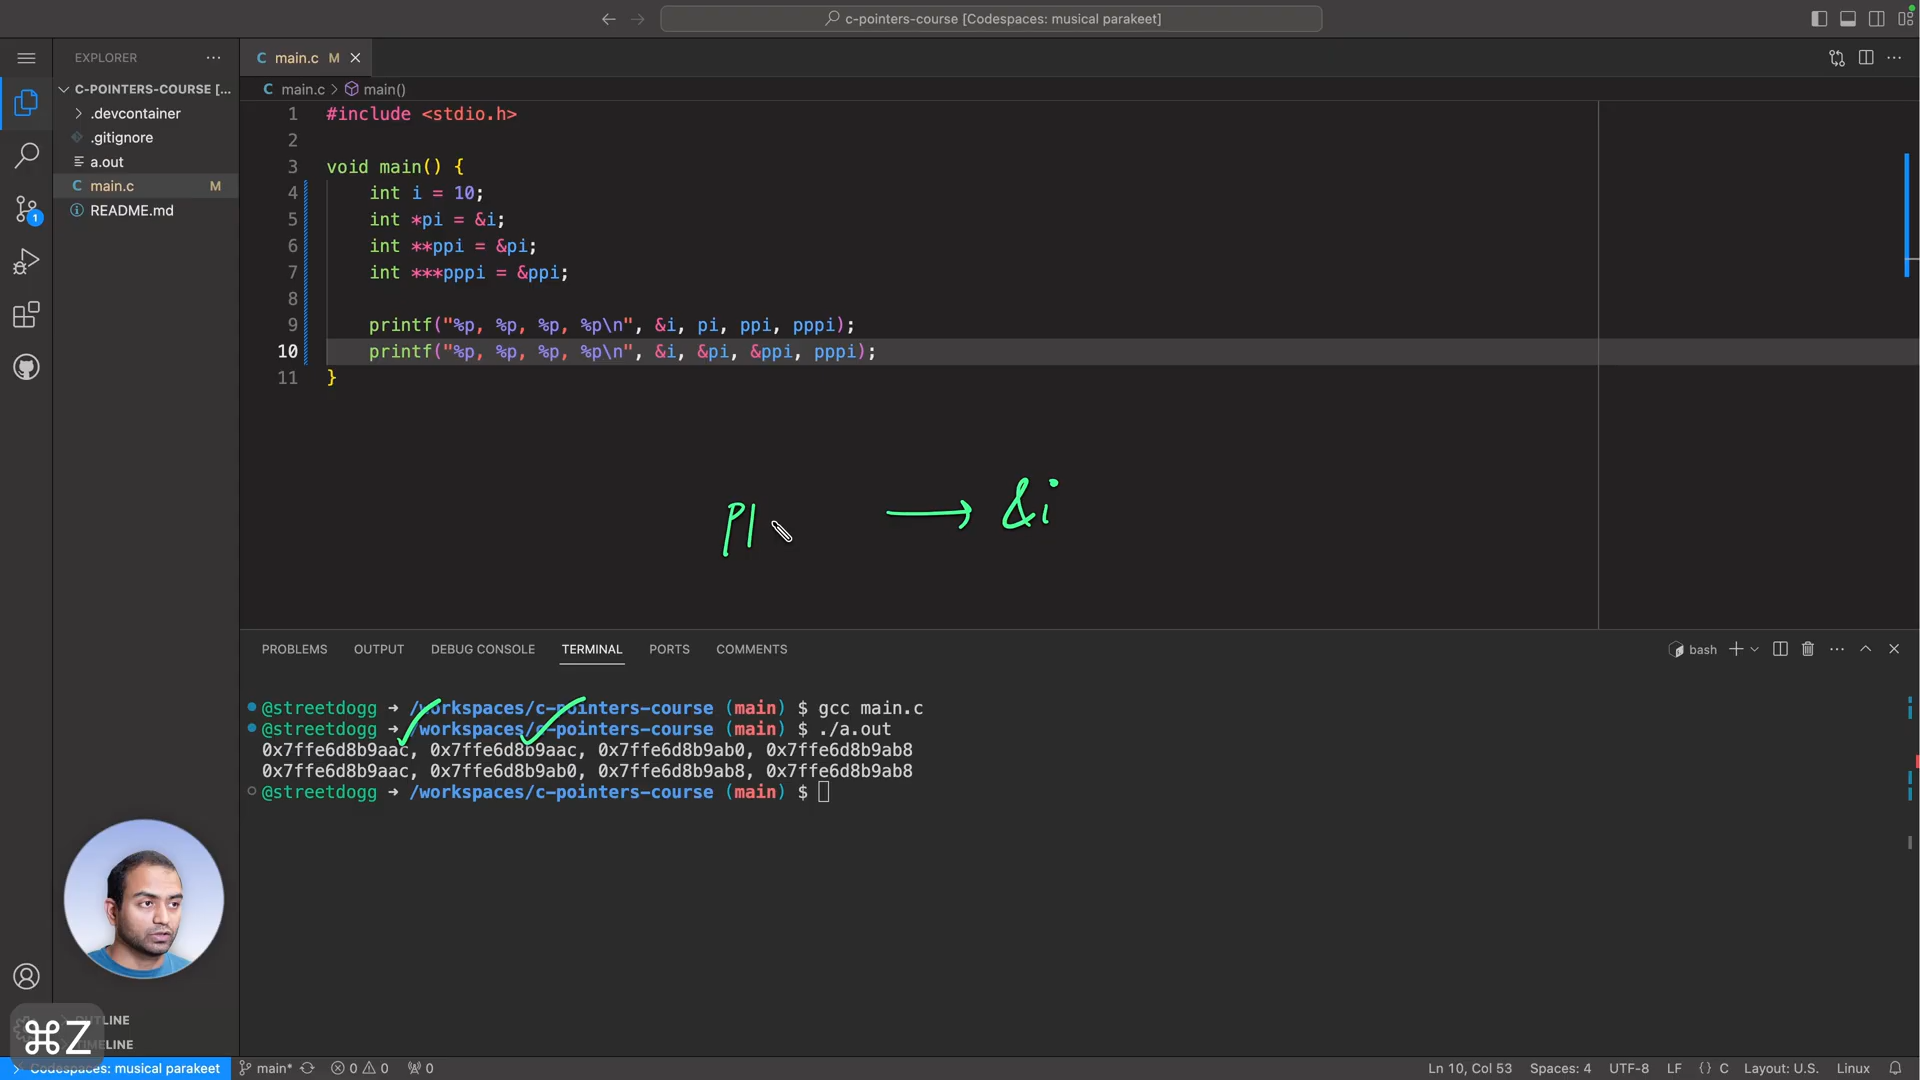 c-pointers-course [Codespaces: musical parakeet]
EXPLORER
main.c M
C-POINTERS-COURSE [...
main.c > main()
.devcontainer
.gitignore
a.out
main.c M
README.md
1
1 #include <stdio.h>
2
3 void main() {
4 int i = 10;
5 int *pi = &i;
6 int **ppi = &pi;
7 int ***pppi = &ppi;
8
9 printf("%p, %p, %p, %p\n", &i, pi, ppi, pppi);
10 printf("%p, %p, %p, %p\n", &i, &pi, &ppi, pppi);
11 }
PI → &i
PROBLEMS OUTPUT DEBUG CONSOLE TERMINAL PORTS COMMENTS
bash
@streetdogg → /workspaces/c-pointers-course (main) $ gcc main.c
@streetdogg → /workspaces/c-pointers-course (main) $ ./a.out
0x7ffe6d8b9aac, 0x7ffe6d8b9aac, 0x7ffe6d8b9ab0, 0x7ffe6d8b9ab8
0x7ffe6d8b9aac, 0x7ffe6d8b9ab0, 0x7ffe6d8b9ab8, 0x7ffe6d8b9ab8
@streetdogg → /workspaces/c-pointers-course (main) $
⌘Z
Codespaces: musical parakeet main* 0 0 0 Ln 10, Col 53 Spaces: 4 UTF-8 LF {} C Layout: U.S. Linux